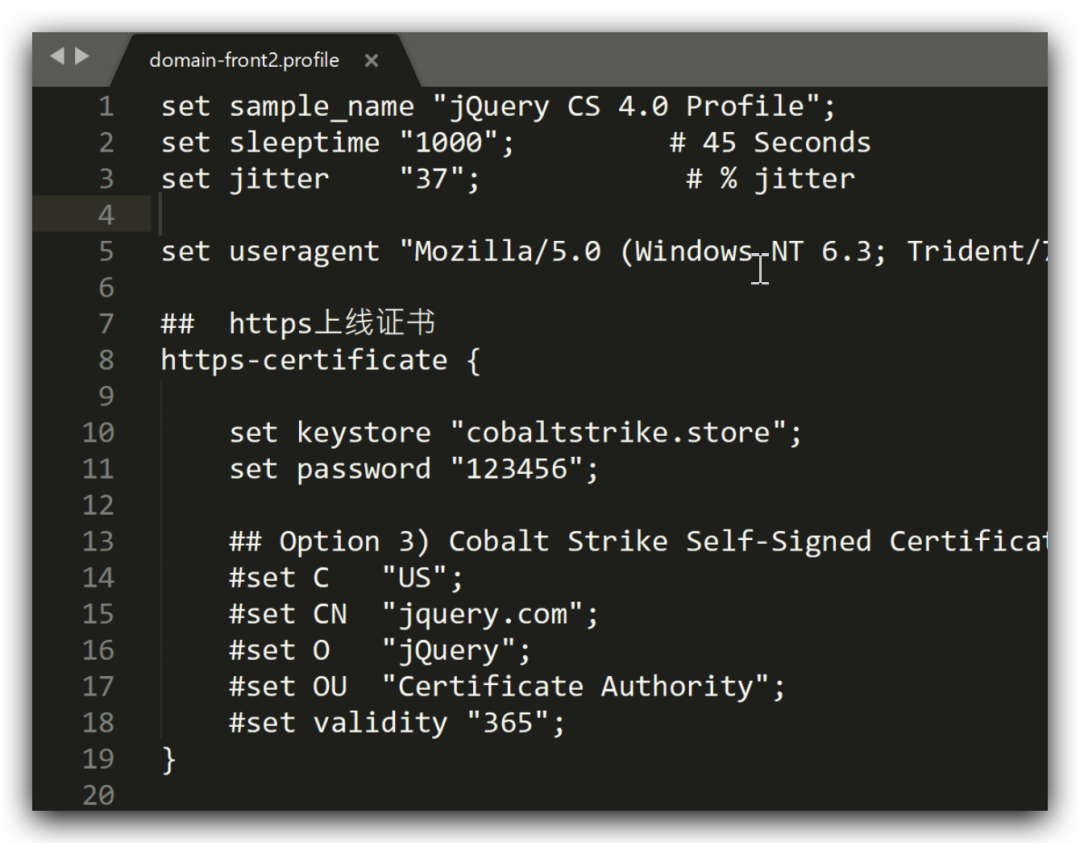 domain-front2.profile ×
1 set sample_name "jQuery CS 4.0 Profile";
2 set sleeptime "1000"; # 45 Seconds
3 set jitter "37"; # % jitter
4
5 set useragent "Mozilla/5.0 (Windows NT 6.3; Trident/7
6
7 ## https上线证书
8 https-certificate {
9
10 set keystore "cobaltstrike.store";
11 set password "123456";
12
13 ## Option 3) Cobalt Strike Self-Signed Certificat
14 #set C "US";
15 #set CN "jquery.com";
16 #set O "jQuery";
17 #set OU "Certificate Authority";
18 #set validity "365";
19 }
20